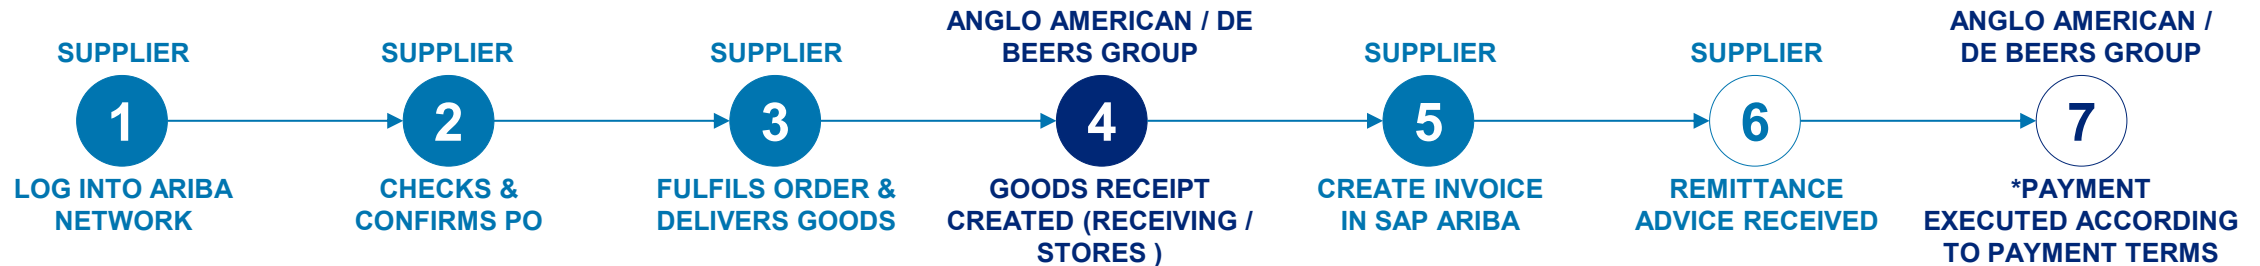 SUPPLIER
1
LOG INTO ARIBA
NETWORK
SUPPLIER
2
CHECKS &
CONFIRMS PO
SUPPLIER
3
FULFILS ORDER &
DELIVERS GOODS
ANGLO AMERICAN / DE
BEERS GROUP
4
GOODS RECEIPT
CREATED (RECEIVING /
STORES )
SUPPLIER
5
CREATE INVOICE
IN SAP ARIBA
SUPPLIER
6
REMITTANCE
ADVICE RECEIVED
ANGLO AMERICAN /
DE BEERS GROUP
7
*PAYMENT
EXECUTED ACCORDING
TO PAYMENT TERMS